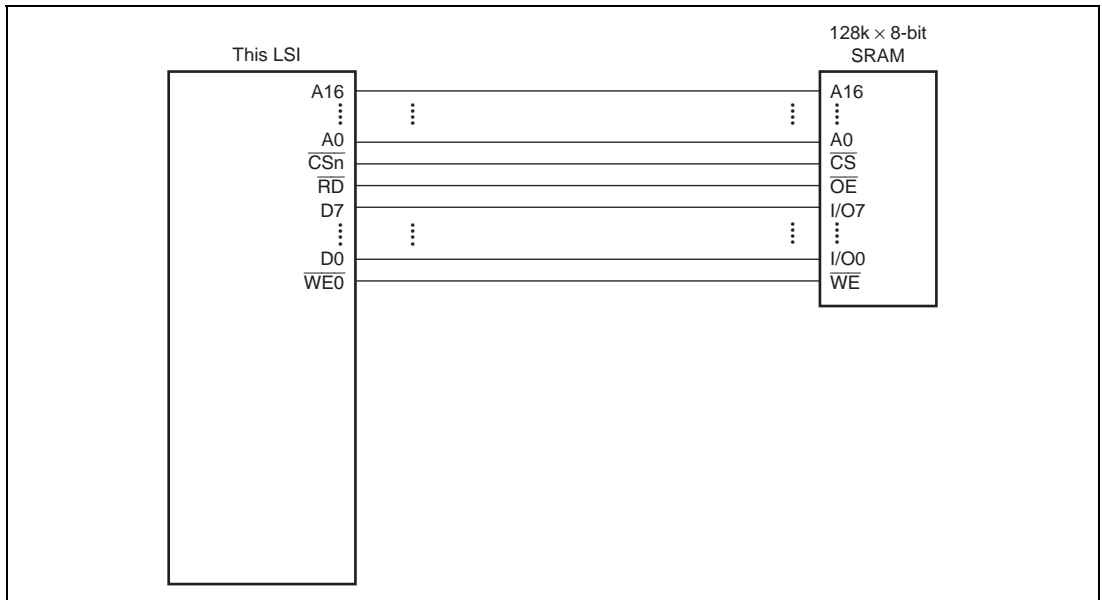 This LSI
128k × 8-bit
SRAM
A16
A0
CSn
RD
D7
D0
WE0
A16
A0
CS
OE
I/O7
I/O0
WE